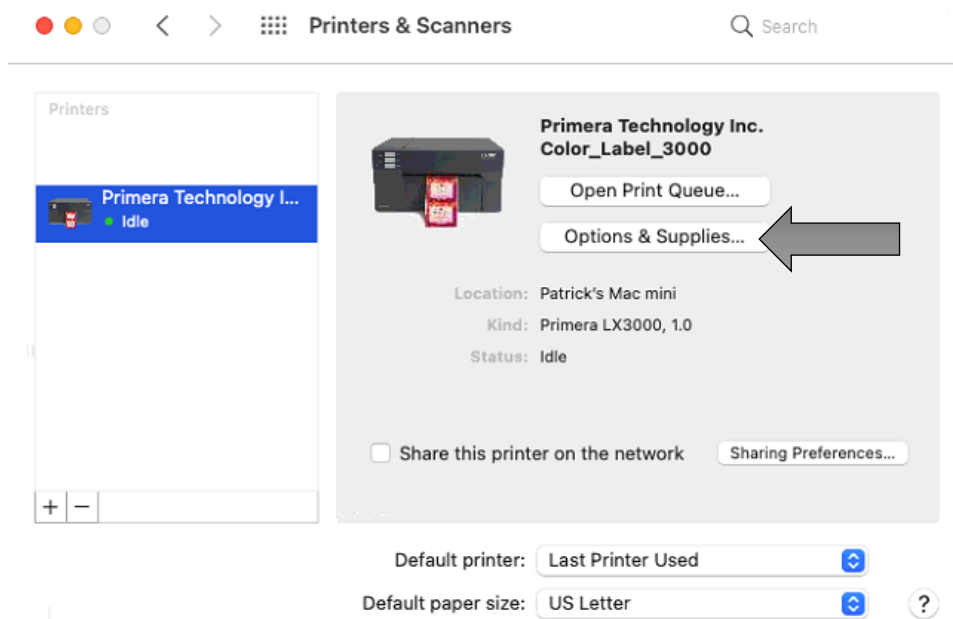 Printers & Scanners
Search
Printers
Primera Technology I...
Idle
Primera Technology Inc.
Color_Label_3000
Open Print Queue...
Options & Supplies...
Location: Patrick's Mac mini
Kind: Primera LX3000, 1.0
Status: Idle
Share this printer on the network
Sharing Preferences...
Default printer: Last Printer Used
Default paper size: US Letter
?